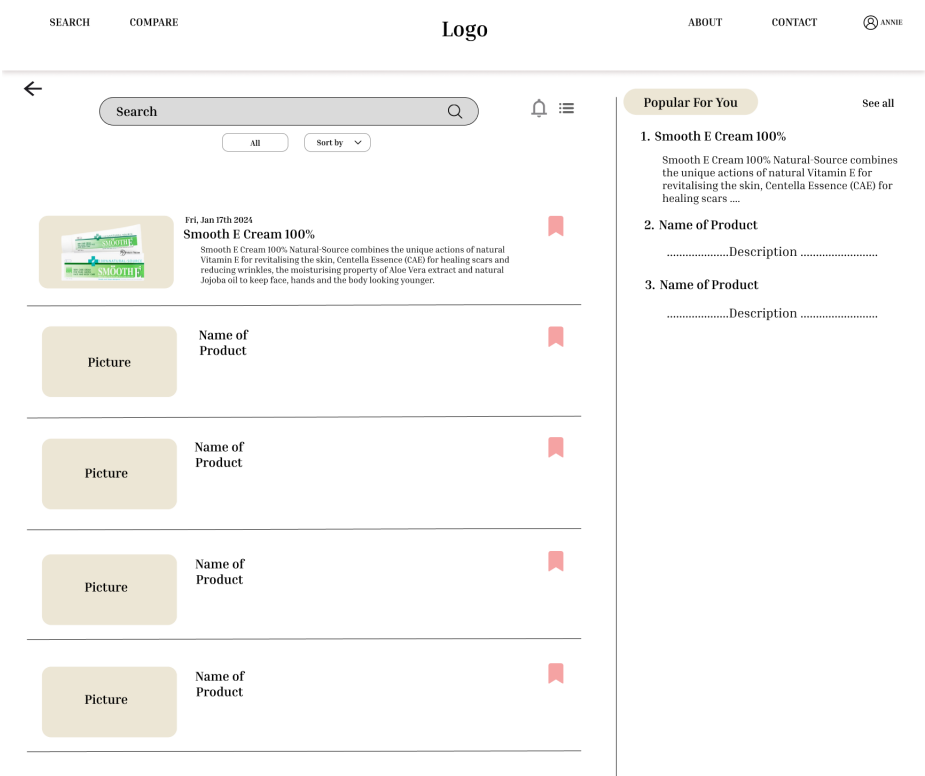 SEARCH
COMPARE
Logo
ABOUT
CONTACT
ANNIE
Search
All
Sort by
Fri, Jan 17th 2024
Smooth E Cream 100%
Smooth E Cream 100% Natural-Source combines the unique actions of natural
Vitamin E for revitalising the skin, Centella Essence (CAE) for healing scars and
reducing wrinkles, the moisturising property of Aloe Vera extract and natural
Jojoba oil to keep face, hands and the body looking younger.
SMOOTH E
SMOOTH E
Picture
Name of
Product
Picture
Name of
Product
Picture
Name of
Product
Picture
Name of
Product
Popular For You
See all
1. Smooth E Cream 100%
Smooth E Cream 100% Natural-Source combines
the unique actions of natural Vitamin E for
revitalising the skin, Centella Essence (CAE) for
healing scars ....
2. Name of Product
....................Description .........................
3. Name of Product
....................Description .........................